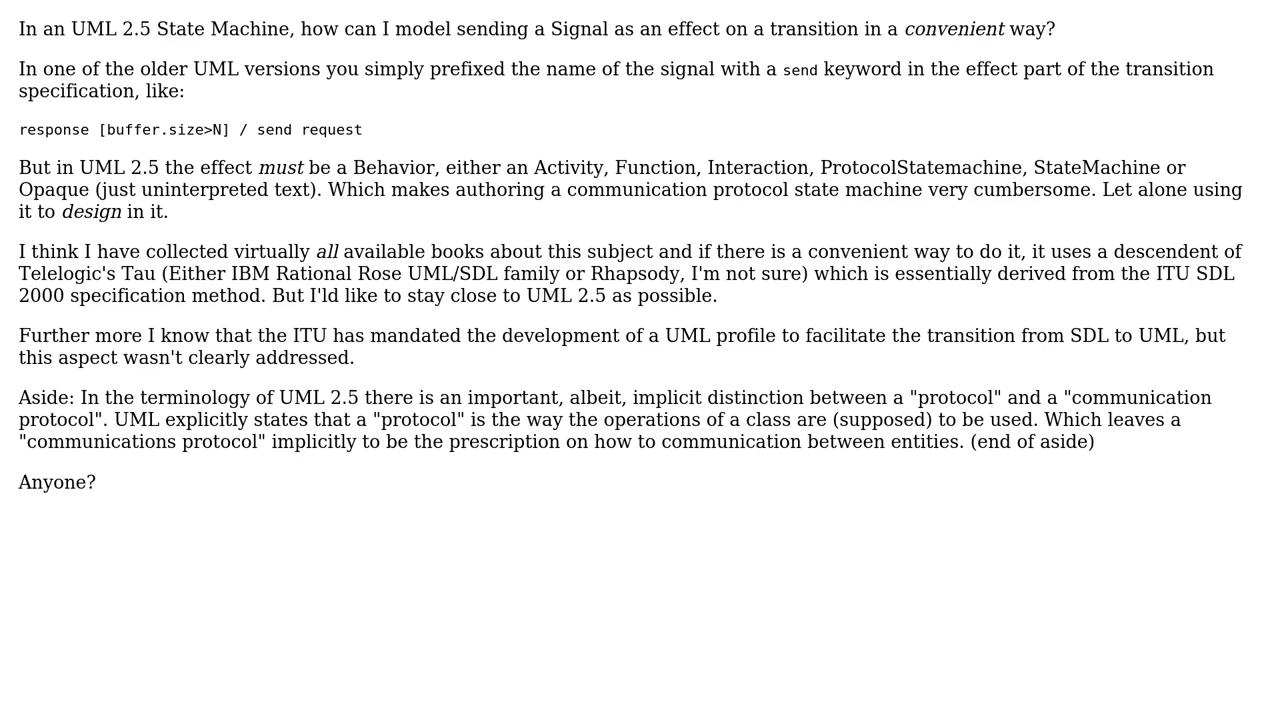 In an UML 2.5 State Machine, how can I model sending a Signal as an effect on a transition in a convenient way?
In one of the older UML versions you simply prefixed the name of the signal with a send keyword in the effect part of the transition
specification, like:
response [buffer.size>N] / send request
But in UML 2.5 the effect must be a Behavior, either an Activity, Function, Interaction, ProtocolStatemachine, StateMachine or
Opaque (just uninterpreted text). Which makes authoring a communication protocol state machine very cumbersome. Let alone using
it to design in it.
I think I have collected virtually all available books about this subject and if there is a convenient way to do it, it uses a descendent of
Telelogic's Tau (Either IBM Rational Rose UML/SDL family or Rhapsody, I'm not sure) which is essentially derived from the ITU SDL
2000 specification method. But I'ld like to stay close to UML 2.5 as possible.
Further more I know that the ITU has mandated the development of a UML profile to facilitate the transition from SDL to UML, but
this aspect wasn't clearly addressed.
Aside: In the terminology of UML 2.5 there is an important, albeit, implicit distinction between a "protocol" and a "communication
protocol". UML explicitly states that a "protocol" is the way the operations of a class are (supposed) to be used. Which leaves a
"communications protocol" implicitly to be the prescription on how to communication between entities. (end of aside)
Anyone?